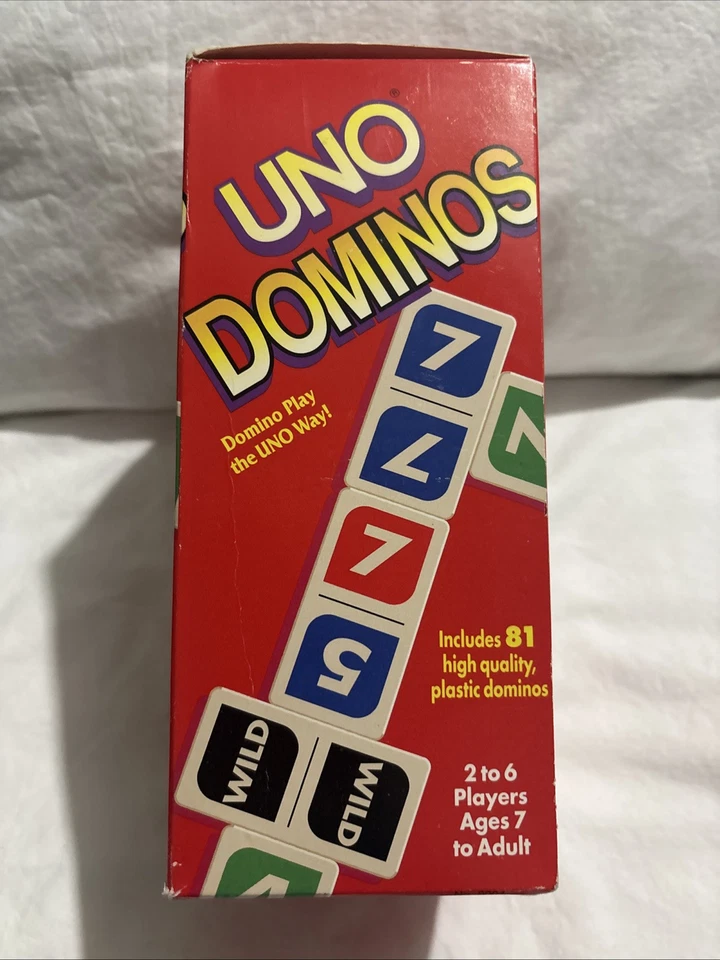 ®
UNO
DOMINOS
Domino Play
the UNO Way!
7
7
7
5
WILD
WILD
Includes 81
high quality,
plastic dominos
2 to 6
Players
Ages 7
to Adult